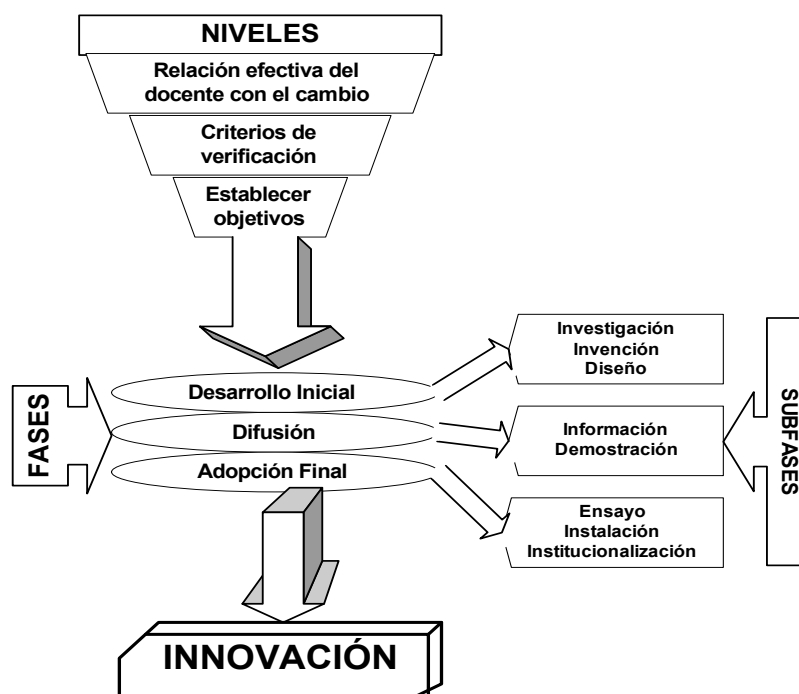 NIVELES
Relación efectiva del
docente con el cambio
Criterios de
verificación
Establecer
objetivos
FASES
Desarrollo Inicial
Difusión
Adopción Final
Investigación
Invención
Diseño
Información
Demostración
Ensayo
Instalación
Institucionalización
SUBFASES
INNOVACIÓN